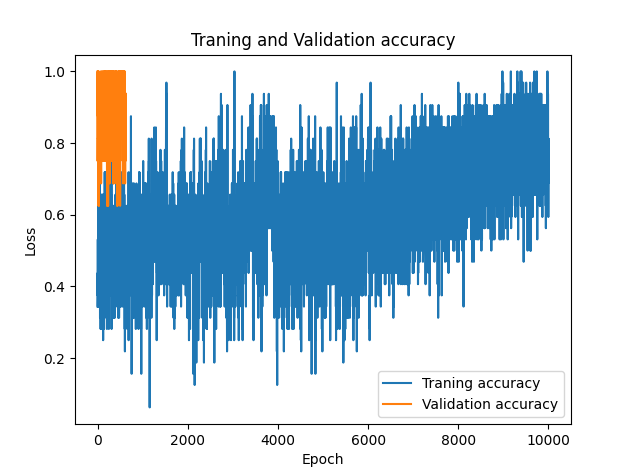 Traning and Validation accuracy
1.0
0.8
0.6
0.4
0.2
Loss
0
2000
4000
6000
8000
10000
Epoch
Traning accuracy
Validation accuracy